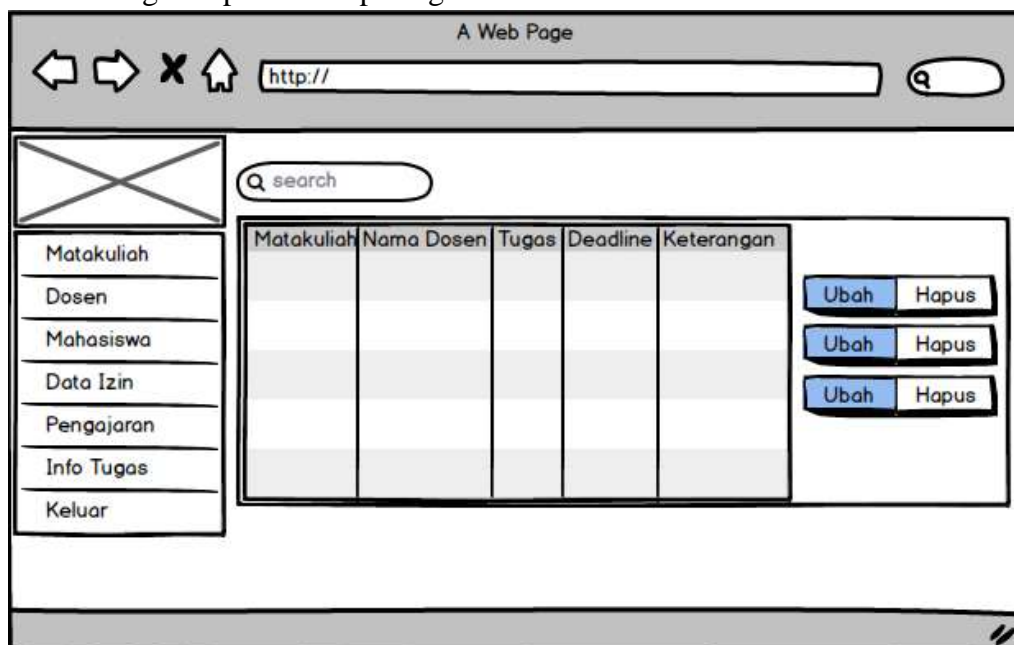 A Web Page
http://
search
Matakuliah
Dosen
Mahasiswa
Data Izin
Pengajaran
Info Tugas
Keluar
Matakuliah Nama Dosen Tugas Deadline Keterangan
Ubah Hapus
Ubah Hapus
Ubah Hapus